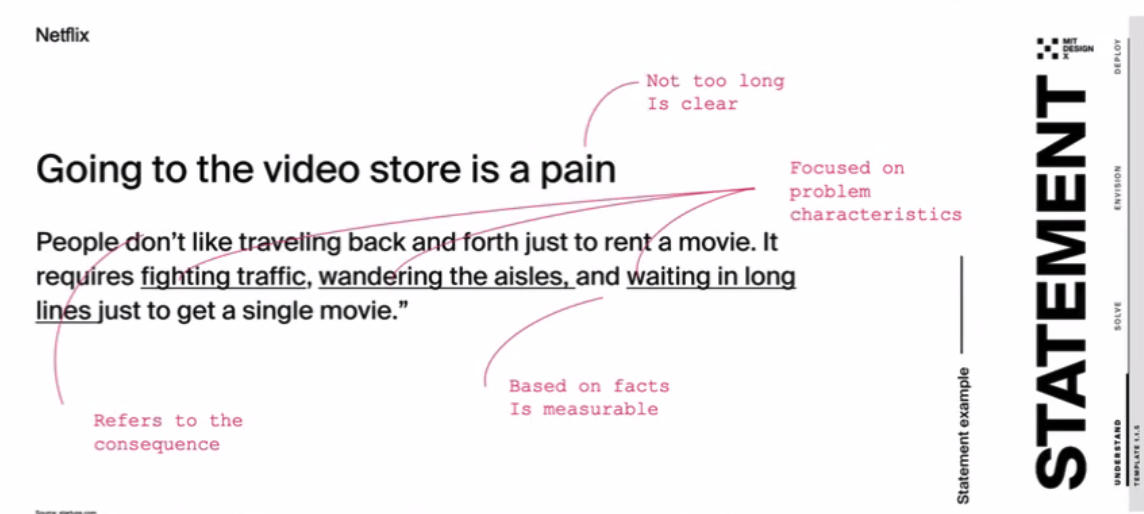 Netflix
Not too long
Is clear
Going to the video store is a pain
Focused on
problem
characteristics
People don’t like traveling back and forth just to rent a movie. It
requires fighting traffic, wandering the aisles, and waiting in long
lines just to get a single movie.”
Based on facts
Is measurable
Refers to the
consequence
Statement example
STATEMENT
MIT
DESIGN
X
DEPLOY
ENVISION
SOLVE
UNDERSTAND
TEMPLATE 1.1.5